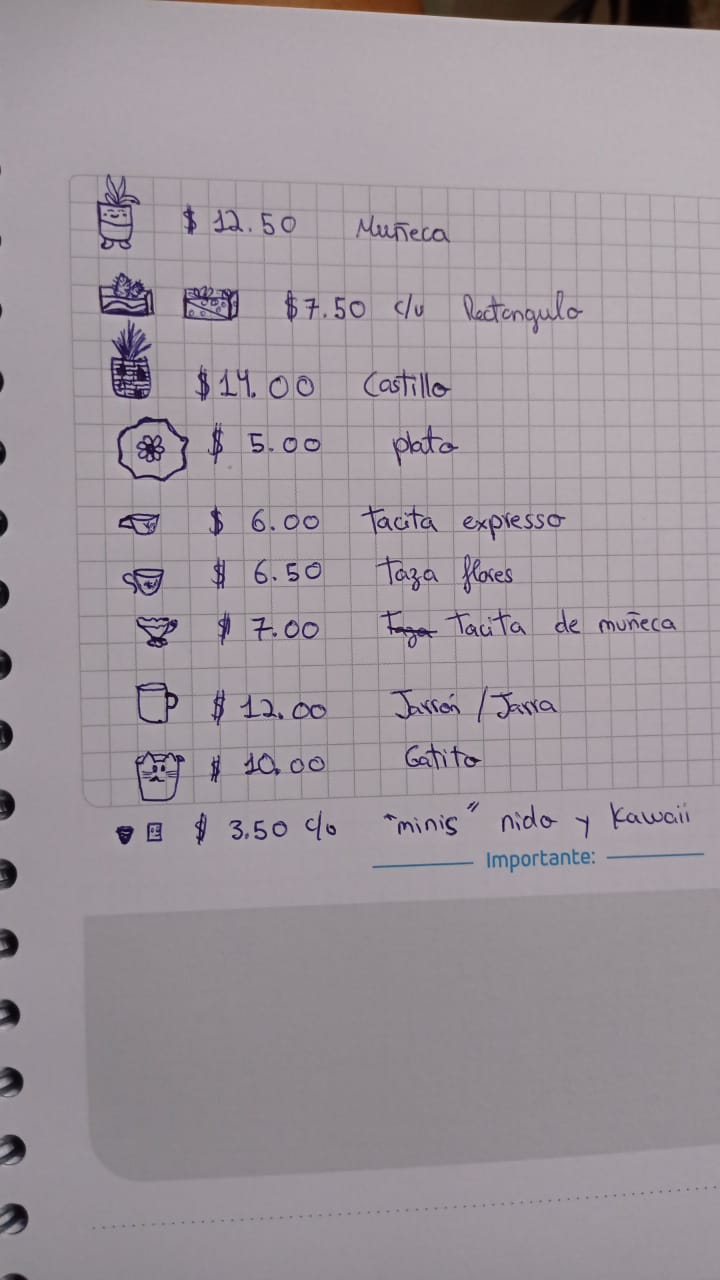 $ 12.50 Muñeca
$7.50 c/u Rectangulo
$14.00 Castillo
$ 5.00 plato
$ 6.00 Tacita expresso
$ 6.50 Taza flores
$ 7.00 Tacita de muñeca
$ 12.00 Jarrón / Jarra
$ 10.00 Gatito
$ 3.50 c/u "minis" nido y Kawaii
Importante: